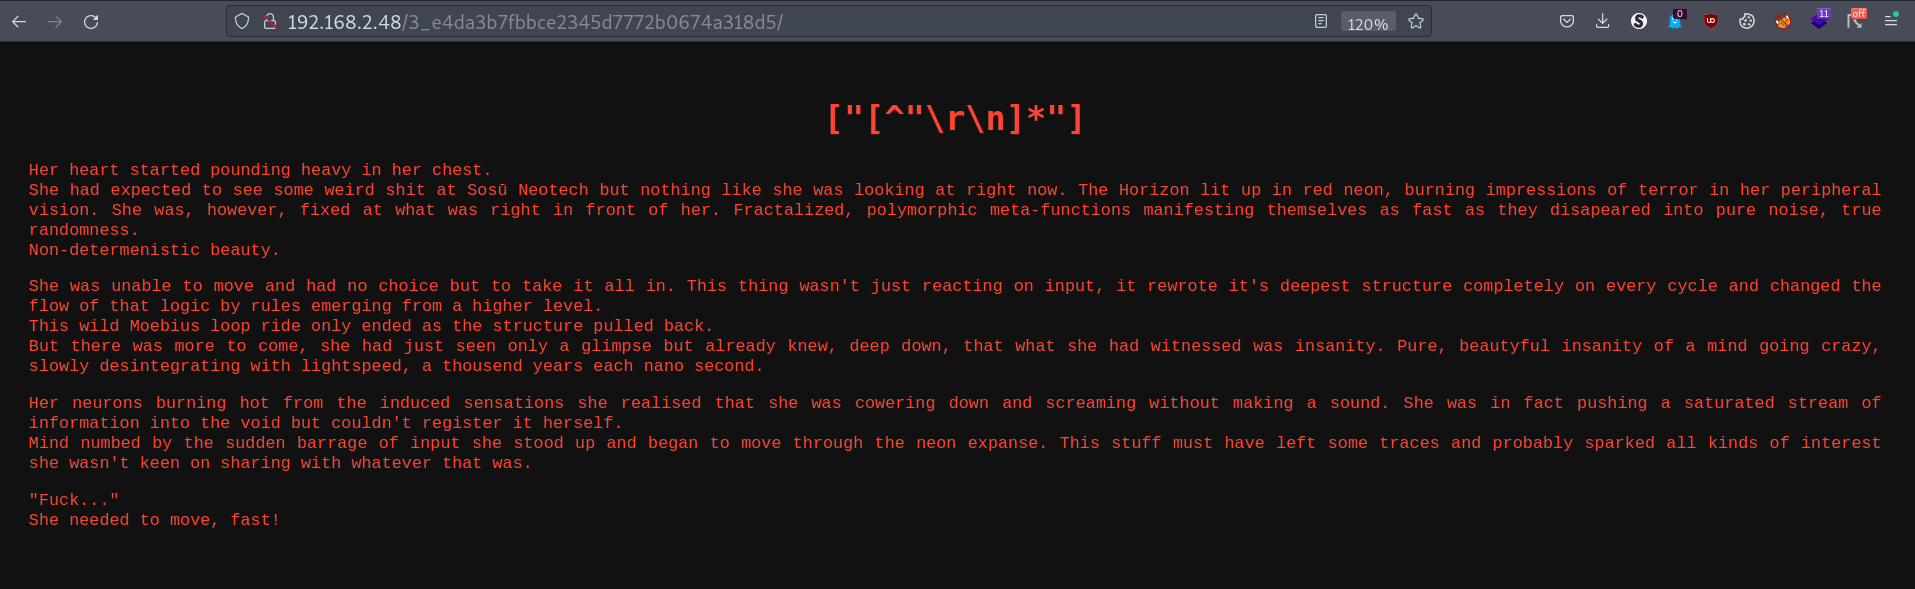 192.168.2.48/3_e4da3b7fbbce2345d7772b0674a318d5/
120%
0
11
off
["[^"\r\n]*"]
Her heart started pounding heavy in her chest.
She had expected to see some weird shit at Sosū Neotech but nothing like she was looking at right now. The Horizon lit up in red neon, burning impressions of terror in her peripheral
vision. She was, however, fixed at what was right in front of her. Fractalized, polymorphic meta-functions manifesting themselves as fast as they disapeared into pure noise, true
randomness.
Non-determenistic beauty.
She was unable to move and had no choice but to take it all in. This thing wasn't just reacting on input, it rewrote it's deepest structure completely on every cycle and changed the
flow of that logic by rules emerging from a higher level.
This wild Moebius loop ride only ended as the structure pulled back.
But there was more to come, she had just seen only a glimpse but already knew, deep down, that what she had witnessed was insanity. Pure, beautyful insanity of a mind going crazy,
slowly desintegrating with lightspeed, a thousend years each nano second.
Her neurons burning hot from the induced sensations she realised that she was cowering down and screaming without making a sound. She was in fact pushing a saturated stream of
information into the void but couldn't register it herself.
Mind numbed by the sudden barrage of input she stood up and began to move through the neon expanse. This stuff must have left some traces and probably sparked all kinds of interest
she wasn't keen on sharing with whatever that was.
"Fuck..."
She needed to move, fast!